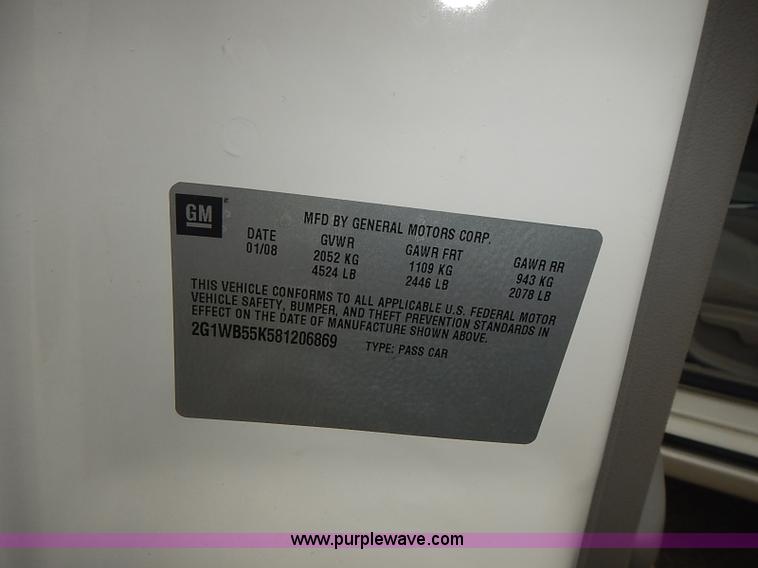 GM
MFD BY GENERAL MOTORS CORP.
DATE GVWR GAWR FRT GAWR RR
01/08 2052 KG 1109 KG 943 KG
4524 LB 2446 LB 2078 LB
THIS VEHICLE CONFORMS TO ALL APPLICABLE U.S. FEDERAL MOTOR
VEHICLE SAFETY, BUMPER, AND THEFT PREVENTION STANDARDS IN
EFFECT ON THE DATE OF MANUFACTURE SHOWN ABOVE.
2G1WB55K581206869 TYPE: PASS CAR
www.purplewave.com